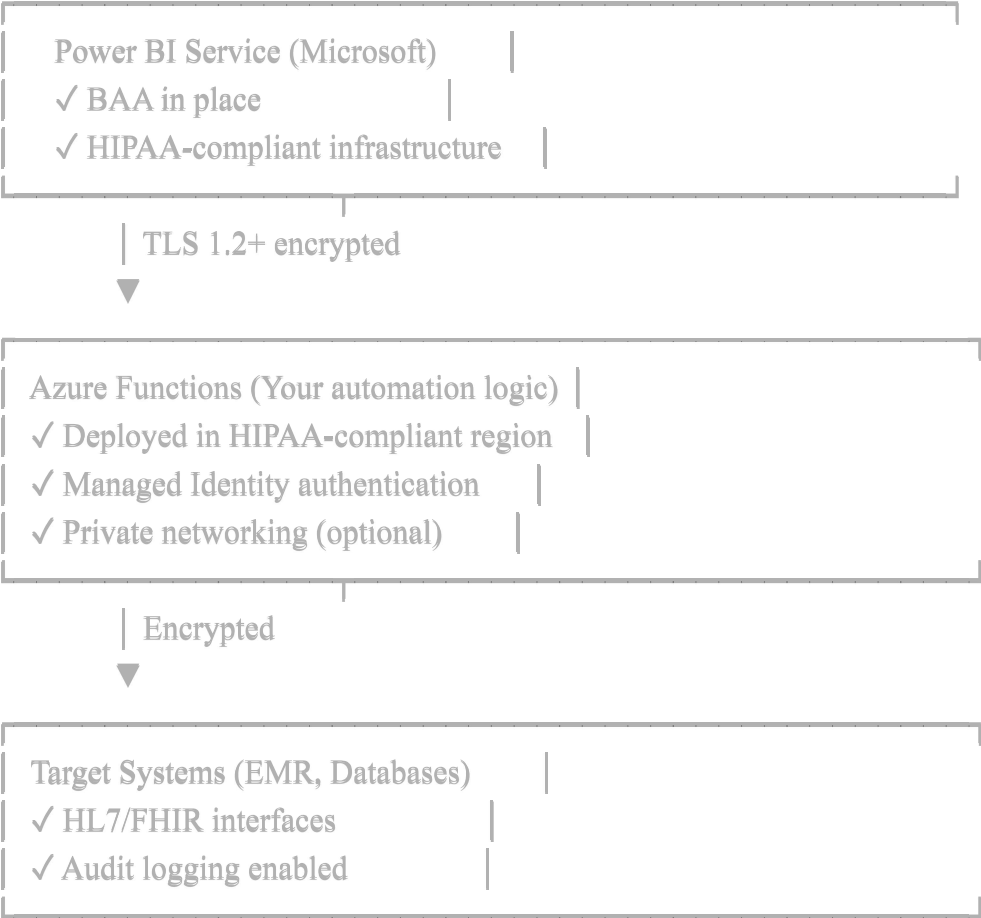 Power BI Service (Microsoft)
✓ BAA in place
✓ HIPAA-compliant infrastructure
TLS 1.2+ encrypted
Azure Functions (Your automation logic)
✓ Deployed in HIPAA-compliant region
✓ Managed Identity authentication
✓ Private networking (optional)
Encrypted
Target Systems (EMR, Databases)
✓ HL7/FHIR interfaces
✓ Audit logging enabled